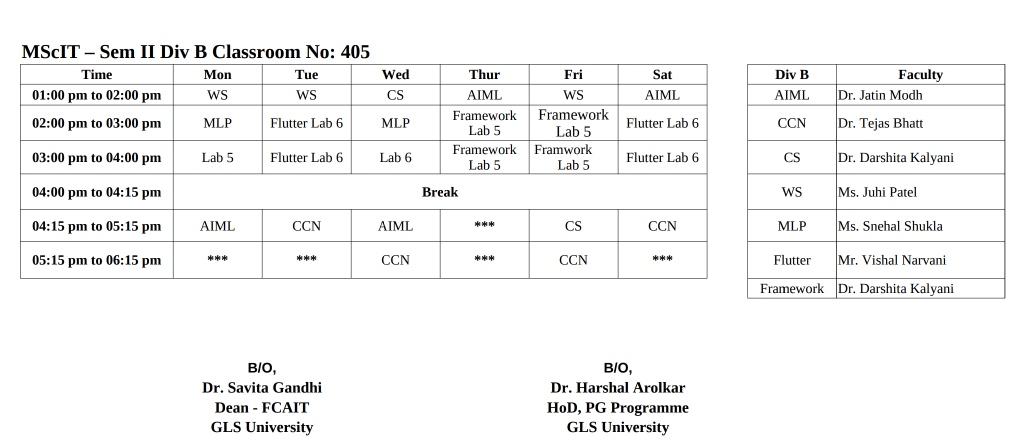 MScIT – Sem II Div B Classroom No: 405
Time Mon Tue Wed Thur Fri Sat
01:00 pm to 02:00 pm WS WS CS AIML WS AIML
02:00 pm to 03:00 pm MLP Flutter Lab 6 MLP Framework Lab 5 Framework Lab 5 Flutter Lab 6
03:00 pm to 04:00 pm Lab 5 Flutter Lab 6 Lab 6 Framework Lab 5 Framwork Lab 5 Flutter Lab 6
04:00 pm to 04:15 pm Break
04:15 pm to 05:15 pm AIML CCN AIML *** CS CCN
05:15 pm to 06:15 pm *** *** CCN *** CCN ***
Div B Faculty
AIML Dr. Jatin Modh
CCN Dr. Tejas Bhatt
CS Dr. Darshita Kalyani
WS Ms. Juhi Patel
MLP Ms. Snehal Shukla
Flutter Mr. Vishal Narvani
Framework Dr. Darshita Kalyani
B/O,
Dr. Savita Gandhi
Dean - FCAIT
GLS University
B/O,
Dr. Harshal Arolkar
HoD, PG Programme
GLS University